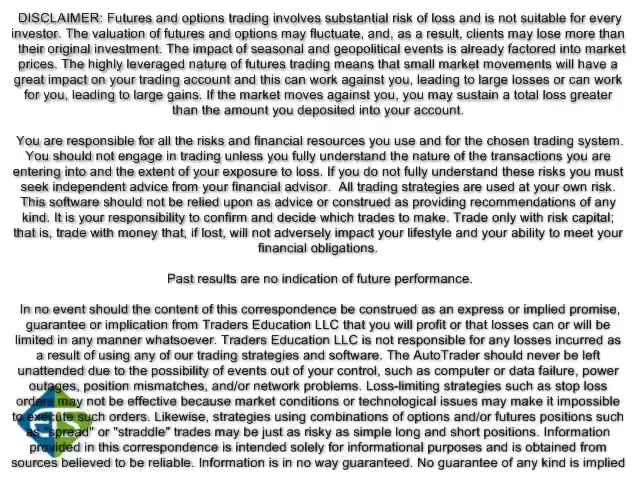 DISCLAIMER: Futures and options trading involves substantial risk of loss and is not suitable for every
investor. The valuation of futures and options may fluctuate, and, as a result, clients may lose more than
their original investment. The impact of seasonal and geopolitical events is already factored into market
prices. The highly leveraged nature of futures trading means that small market movements will have a
great impact on your trading account and this can work against you, leading to large losses or can work
for you, leading to large gains. If the market moves against you, you may sustain a total loss greater
than the amount you deposited into your account.
You are responsible for all the risks and financial resources you use and for the chosen trading system.
You should not engage in trading unless you fully understand the nature of the transactions you are
entering into and the extent of your exposure to loss. If you do not fully understand these risks you must
seek independent advice from your financial advisor. All trading strategies are used at your own risk.
This software should not be relied upon as advice or construed as providing recommendations of any
kind. It is your responsibility to confirm and decide which trades to make. Trade only with risk capital;
that is, trade with money that, if lost, will not adversely impact your lifestyle and your ability to meet your
financial obligations.
Past results are no indication of future performance.
In no event should the content of this correspondence be construed as an express or implied promise,
guarantee or implication from Traders Education LLC that you will profit or that losses can or will be
limited in any manner whatsoever. Traders Education LLC is not responsible for any losses incurred as
a result of using any of our trading strategies and software. The AutoTrader should never be left
unattended due to the possibility of events out of your control, such as computer or data failure, power
outages, position mismatches, and/or network problems. Loss-limiting strategies such as stop loss
orders may not be effective because market conditions or technological issues may make it impossible
to execute such orders. Likewise, strategies using combinations of options and/or futures positions such
as "spread" or "straddle" trades may be just as risky as simple long and short positions. Information
provided in this correspondence is intended solely for informational purposes and is obtained from
sources believed to be reliable. Information is in no way guaranteed. No guarantee of any kind is implied